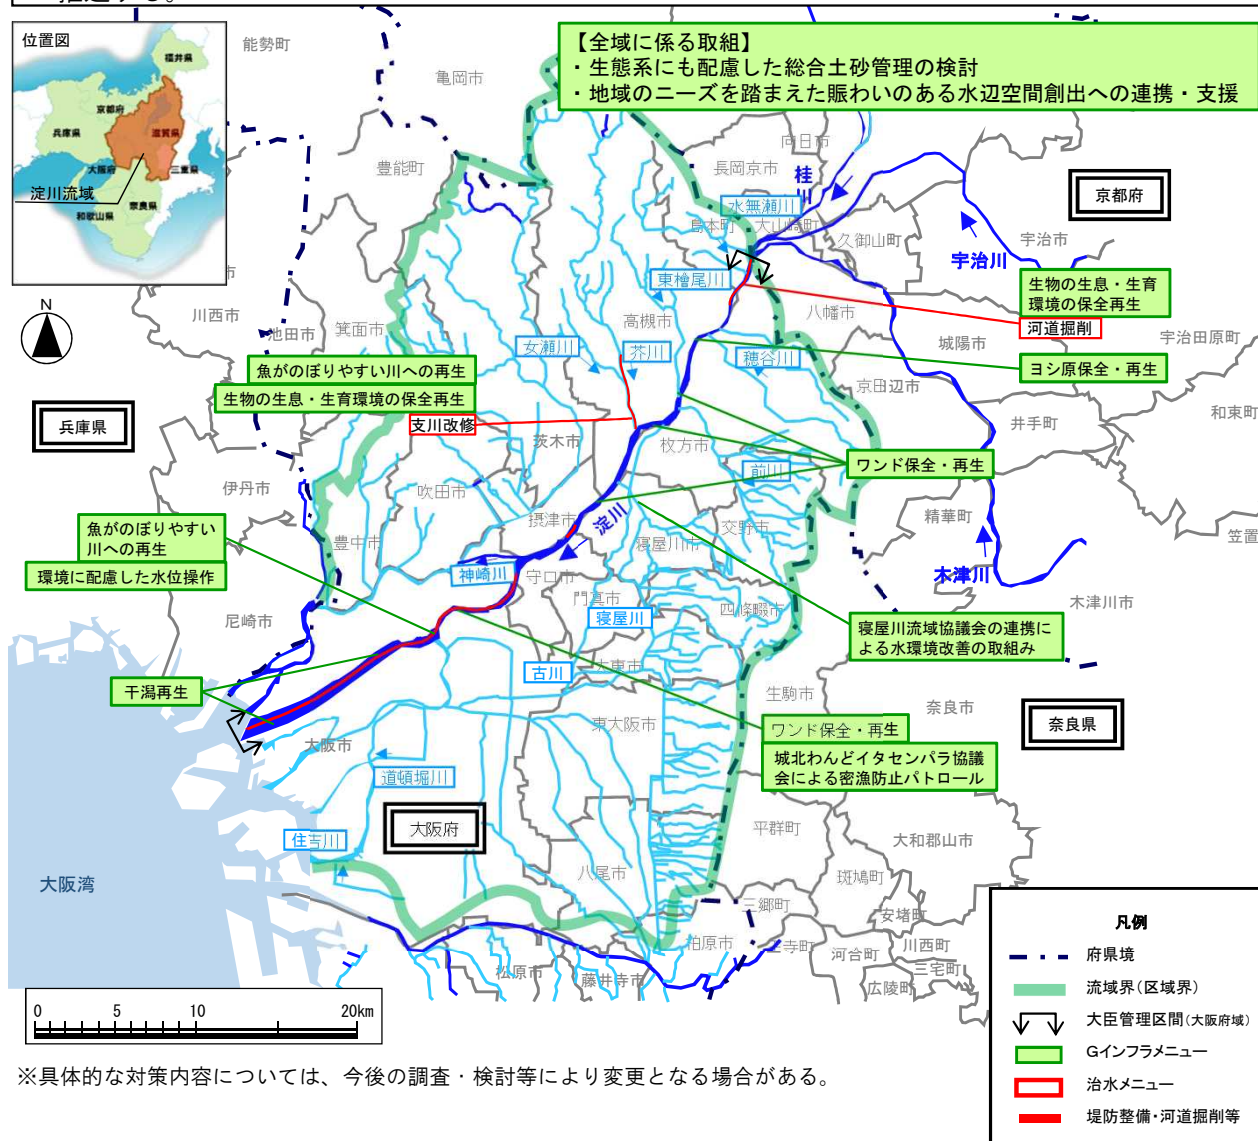 推進する。
位置図
福井県
京都府
兵庫県
滋賀県
大阪府
三重県
奈良県
和歌山県
淀川流域
【全域に係る取組】
・生態系にも配慮した総合土砂管理の検討
・地域のニーズを踏まえた賑わいのある水辺空間創出への連携・支援
能勢町
亀岡市
豊能町
向日市
長岡京市
桂川
水無瀬川
島本町
大山崎町
久御山町
京都府
宇治市
宇治川
東檜尾川
生物の生息・生育
環境の保全再生
河道掘削
八幡市
城陽市
宇治田原町
N
川西市
池田市
箕面市
高槻市
女瀬川
芥川
穂谷川
ヨシ原保全・再生
京田辺市
魚がのぼりやすい川への再生
生物の生息・生育環境の保全再生
支川改修
井手町
和束町
兵庫県
茨木市
枚方市
ワンド保全・再生
前川
伊丹市
吹田市
摂津市
淀川
交野市
精華町
笠置
魚がのぼりやすい
川への再生
環境に配慮した水位操作
豊中市
寝屋川市
神崎川
守口市
門真市
木津川
木津川市
尼崎市
寝屋川
四條畷市
寝屋川流域協議会の連携に
よる水環境改善の取組み
古川
大東市
干潟再生
生駒市
奈良市
奈良県
東大阪市
ワンド保全・再生
城北わんどイタセンパラ協議
会による密漁防止パトロール
大阪市
道頓堀川
大阪府
平群町
大和郡山市
住吉川
八尾市
斑鳩町
大阪湾
三郷町
安堵町
柏原市
王寺町
河合町
川西町
三宅町
広陵町
松原市
藤井寺市
凡例
府県境
流域界(区域界)
大臣管理区間(大阪府域)
Gインフラメニュー
治水メニュー
堤防整備・河道掘削等
0 5 10 20km
※具体的な対策内容については、今後の調査・検討等により変更となる場合がある。